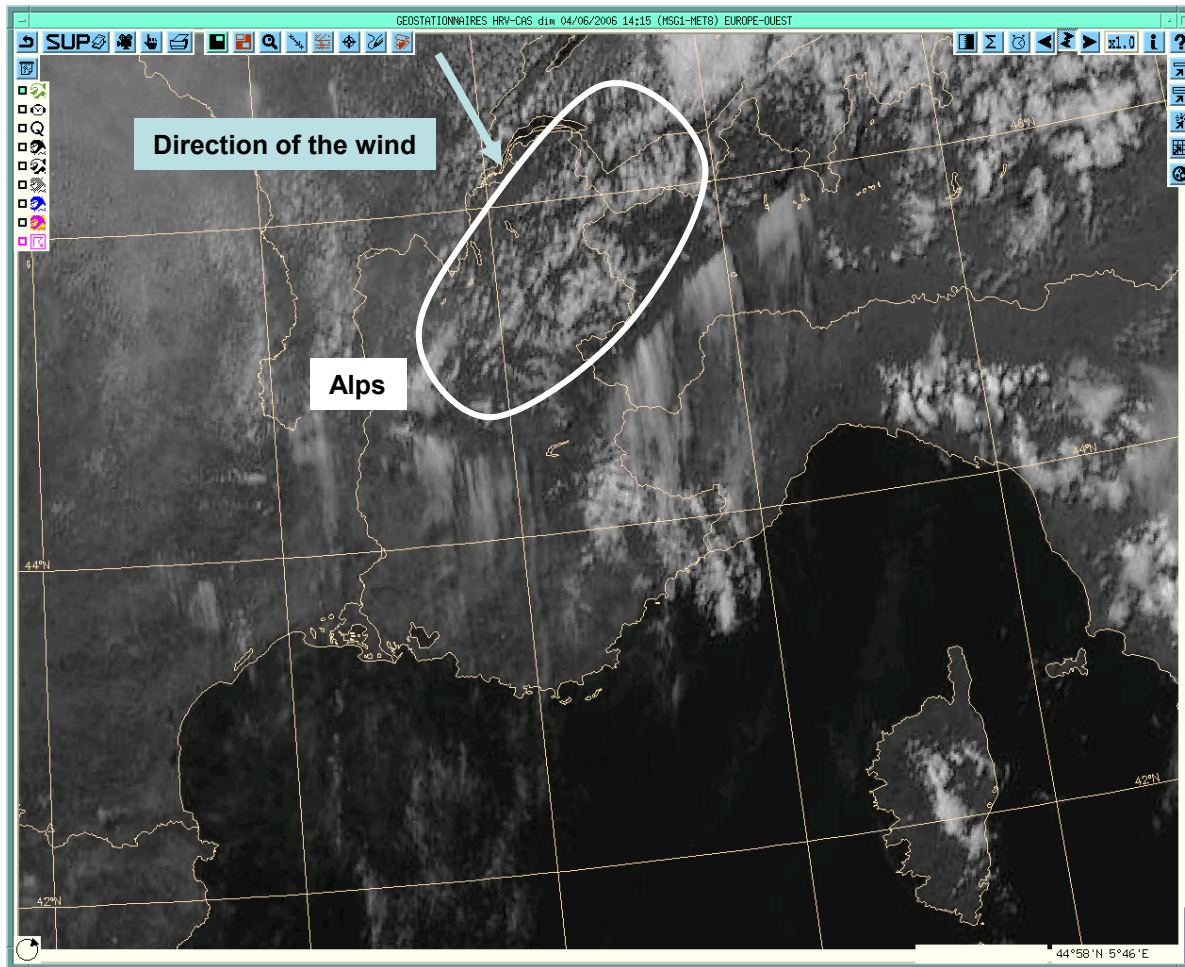 GEOSTATIONNAIRES HRV-CAS dim 04/06/2006 14:15 (MSG1-MET8) EUROPE-OUEST
SUP
x1.0
i
?
Q
Direction of the wind
46°N
Alps
44°N
44°N
42°N
42°N
44°58'N 5°46'E